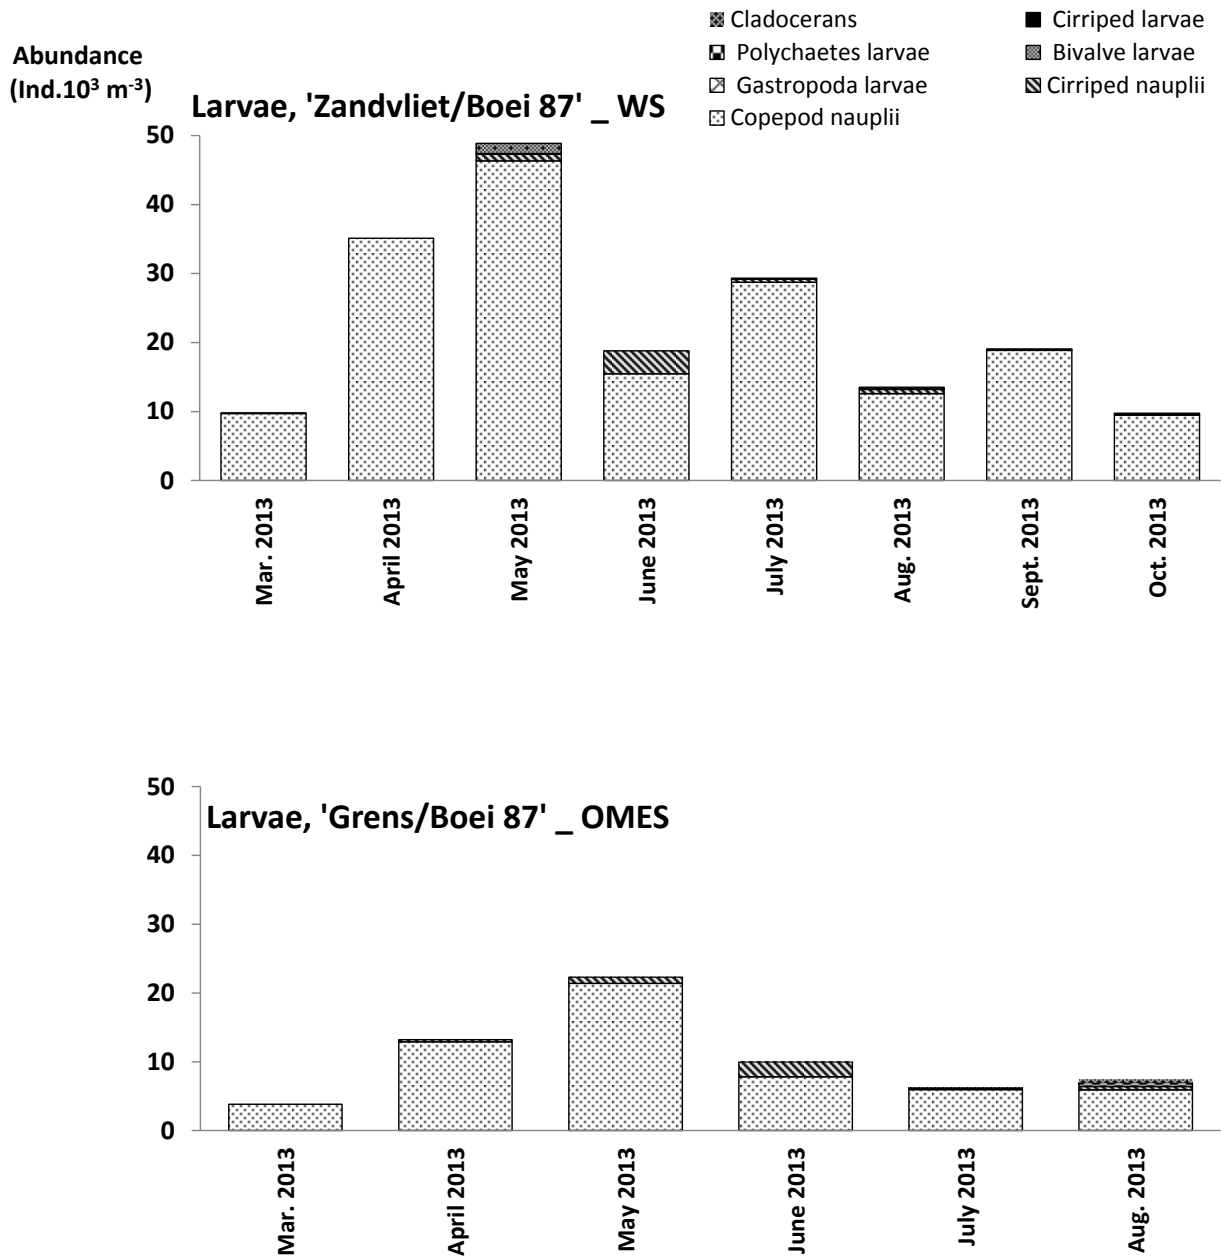 Cladocerans
Cirriped larvae
Polychaetes larvae
Bivalve larvae
Gastropoda larvae
Cirriped nauplii
Copepod nauplii
Abundance
(Ind.10³ m⁻³)
Larvae, 'Zandvliet/Boei 87' _ WS
50
40
30
20
10
0
Mar. 2013
April 2013
May 2013
June 2013
July 2013
Aug. 2013
Sept. 2013
Oct. 2013
Larvae, 'Grens/Boei 87' _ OMES
50
40
30
20
10
0
Mar. 2013
April 2013
May 2013
June 2013
July 2013
Aug. 2013